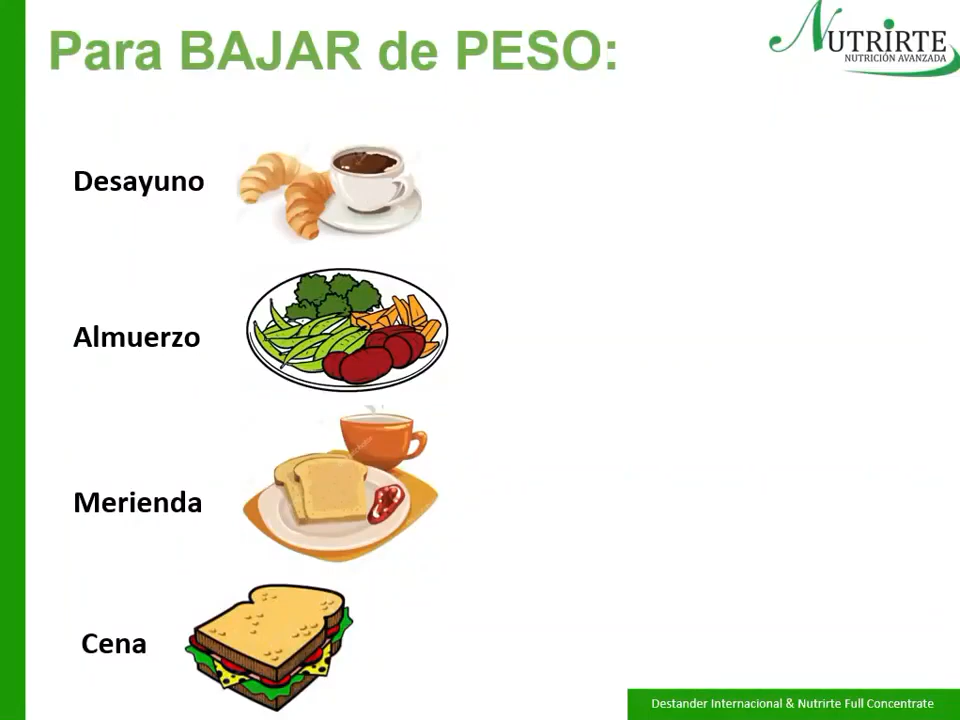 Para BAJAR de PESO:
NUTRIRTE
NUTRICIÓN AVANZADA
Desayuno
Almuerzo
Merienda
Cena
Destander Internacional & Nutrirte Full Concentrate